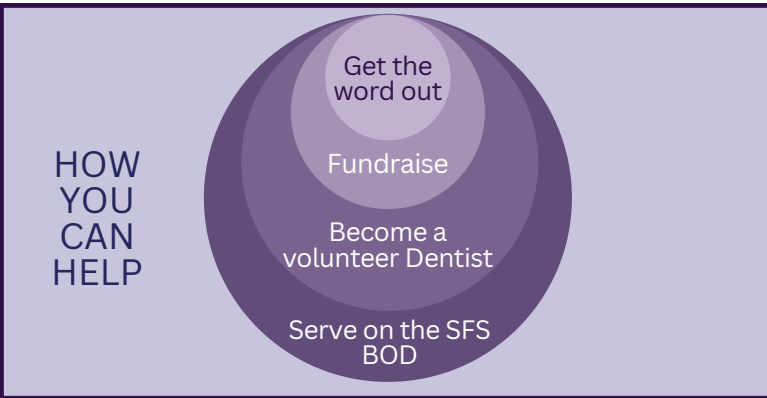 HOW
YOU
CAN
HELP
Get the
word out
Fundraise
Become a
volunteer Dentist
Serve on the SFS
BOD